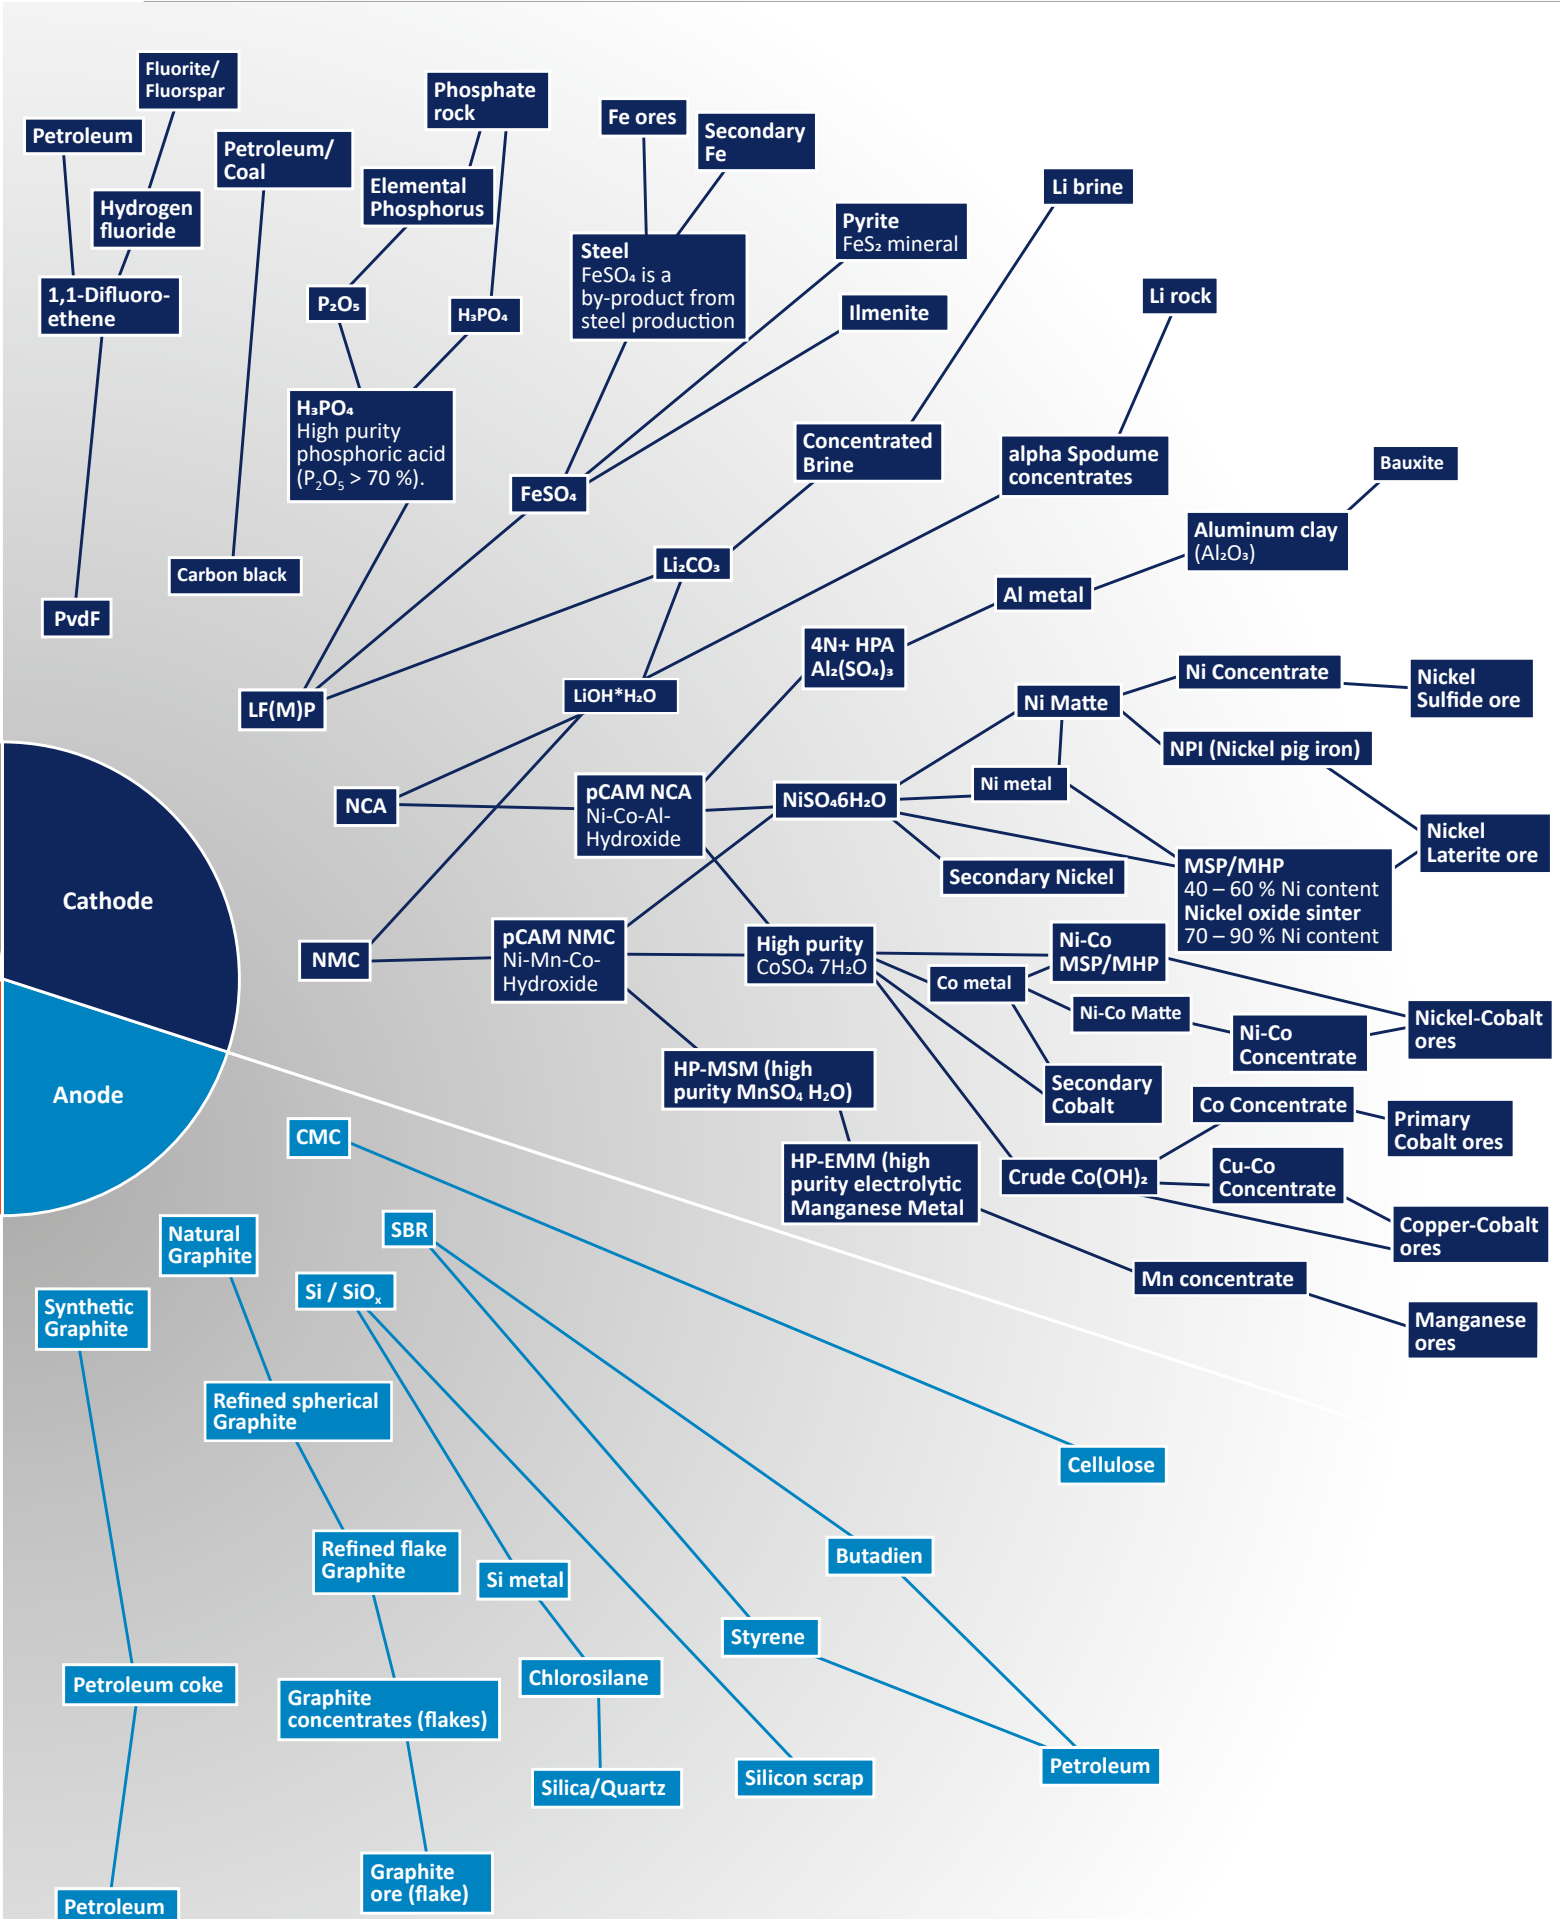 Fluorite/
Fluorspar
Petroleum
Hydrogen
fluoride
1,1-Difluoro-
ethene
PvdF
Petroleum/
Coal
Carbon black
Phosphate
rock
Elemental
Phosphorus
P₂O₅
H₃PO₄
H₃PO₄
High purity
phosphoric acid
(P₂O₅ > 70 %).
Fe ores
Secondary
Fe
Steel
FeSO₄ is a
by-product from
steel production
Pyrite
FeS₂ mineral
Ilmenite
FeSO₄
Li brine
Li rock
Concentrated
Brine
alpha Spodume
concentrates
Bauxite
Aluminum clay
(Al₂O₃)
Li₂CO₃
Al metal
4N+ HPA
Al₂(SO₄)₃
LF(M)P
LiOH*H₂O
Ni Concentrate
Nickel
Sulfide ore
Ni Matte
NPI (Nickel pig iron)
Ni metal
NCA
pCAM NCA
Ni-Co-Al-
Hydroxide
NiSO₄6H₂O
Nickel
Laterite ore
Secondary Nickel
MSP/MHP
40 – 60 % Ni content
Nickel oxide sinter
70 – 90 % Ni content
Cathode
NMC
pCAM NMC
Ni-Mn-Co-
Hydroxide
High purity
CoSO₄ 7H₂O
Ni-Co
MSP/MHP
Co metal
Ni-Co Matte
Ni-Co
Concentrate
Nickel-Cobalt
ores
HP-MSM (high
purity MnSO₄ H₂O)
Secondary
Cobalt
Co Concentrate
Primary
Cobalt ores
HP-EMM (high
purity electrolytic
Manganese Metal
Crude Co(OH)₂
Cu-Co
Concentrate
Copper-Cobalt
ores
Mn concentrate
Manganese
ores
Anode
CMC
SBR
Natural
Graphite
Si / SiOₓ
Synthetic
Graphite
Refined spherical
Graphite
Cellulose
Refined flake
Graphite
Si metal
Butadien
Styrene
Petroleum coke
Graphite
concentrates (flakes)
Chlorosilane
Silica/Quartz
Silicon scrap
Petroleum
Graphite
ore (flake)
Petroleum